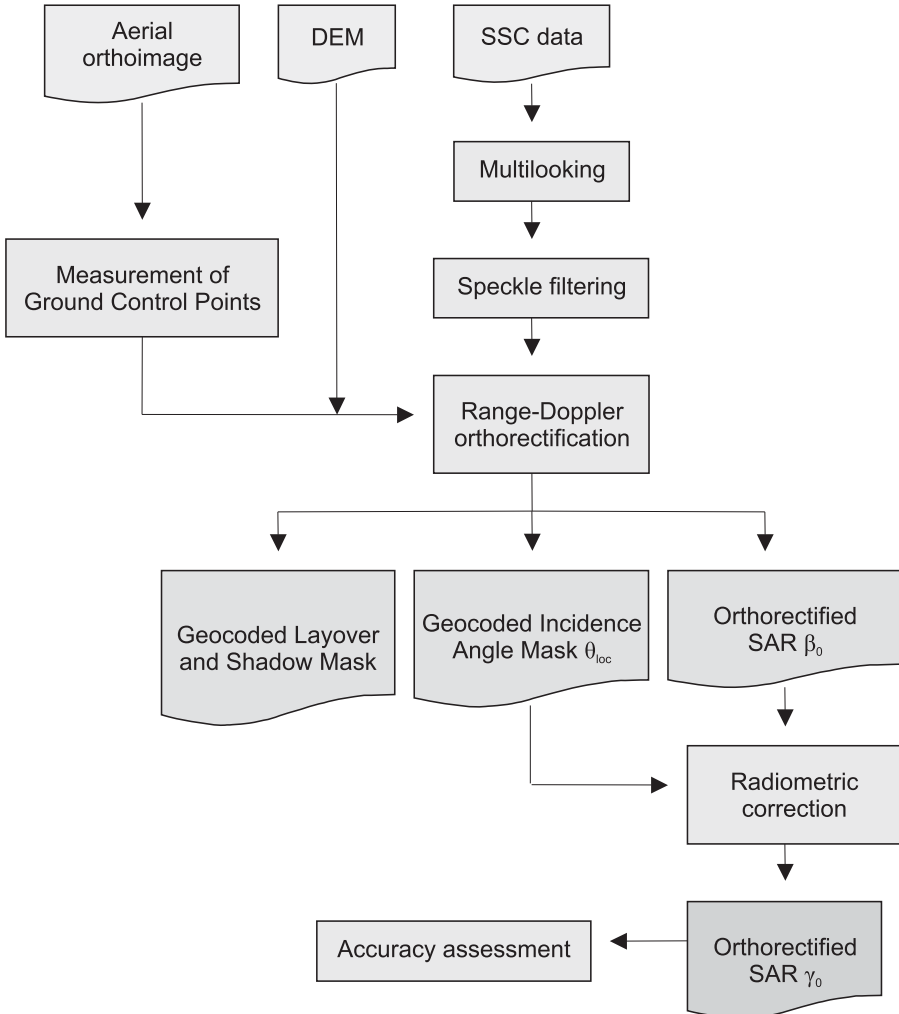 Aerial
orthoimage
DEM
SSC data
Multilooking
Measurement of
Ground Control Points
Speckle filtering
Range-Doppler
orthorectification
Geocoded Layover
and Shadow Mask
Geocoded Incidence
Angle Mask θloc
Orthorectified
SAR β0
Radiometric
correction
Accuracy assessment
Orthorectified
SAR γ0